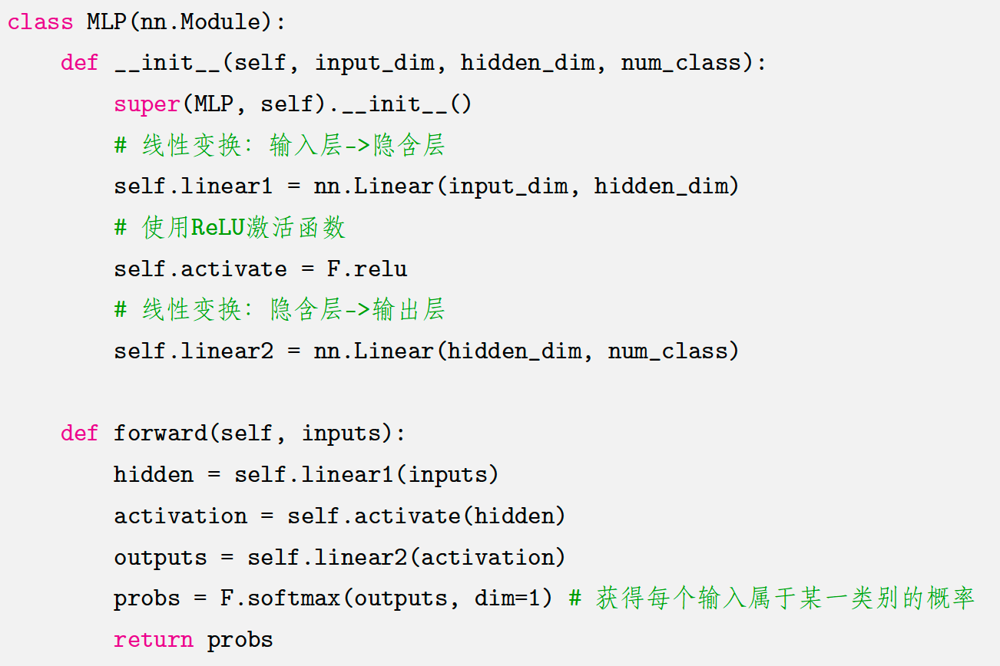 class MLP(nn.Module):
    def __init__(self, input_dim, hidden_dim, num_class):
        super(MLP, self).__init__()
        # 线性变换：输入层->隐含层
        self.linear1 = nn.Linear(input_dim, hidden_dim)
        # 使用ReLU激活函数
        self.activate = F.relu
        # 线性变换：隐含层->输出层
        self.linear2 = nn.Linear(hidden_dim, num_class)

    def forward(self, inputs):
        hidden = self.linear1(inputs)
        activation = self.activate(hidden)
        outputs = self.linear2(activation)
        probs = F.softmax(outputs, dim=1) # 获得每个输入属于某一类别的概率
        return probs